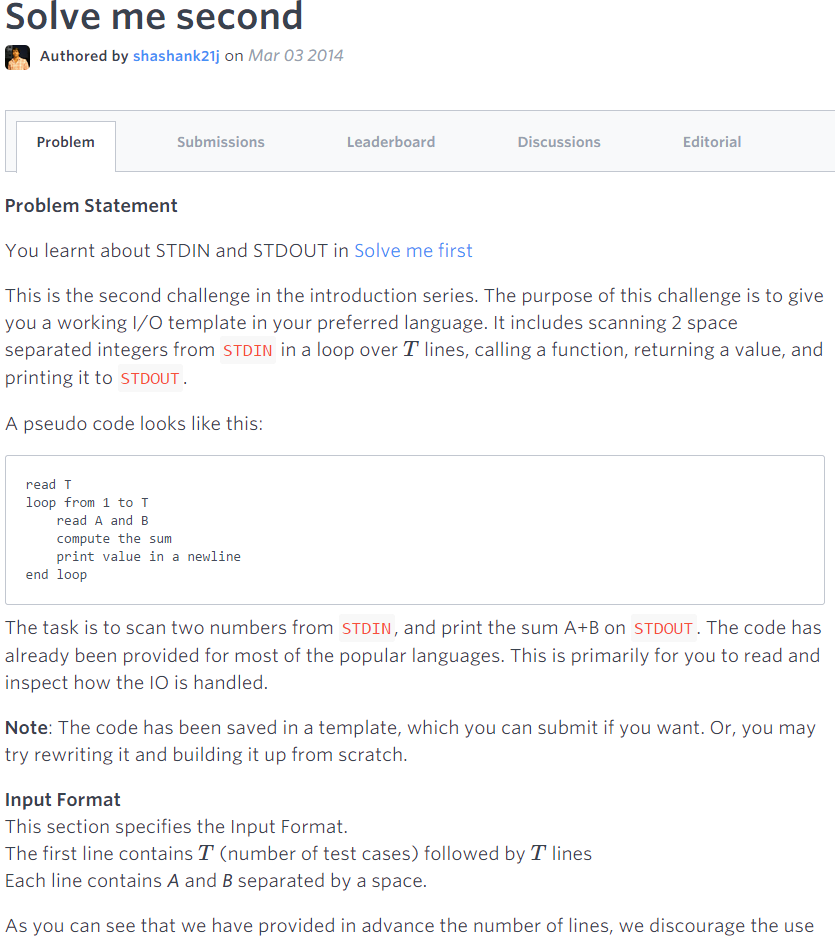 Solve me second
Authored by shashank21j on Mar 03 2014
Problem Submissions Leaderboard Discussions Editorial
Problem Statement
You learnt about STDIN and STDOUT in Solve me first
This is the second challenge in the introduction series. The purpose of this challenge is to give
you a working I/O template in your preferred language. It includes scanning 2 space
separated integers from STDIN in a loop over T lines, calling a function, returning a value, and
printing it to STDOUT.
A pseudo code looks like this:
read T
loop from 1 to T
    read A and B
    compute the sum
    print value in a newline
end loop
The task is to scan two numbers from STDIN, and print the sum A+B on STDOUT. The code has
already been provided for most of the popular languages. This is primarily for you to read and
inspect how the IO is handled.
Note: The code has been saved in a template, which you can submit if you want. Or, you may
try rewriting it and building it up from scratch.
Input Format
This section specifies the Input Format.
The first line contains T (number of test cases) followed by T lines
Each line contains A and B separated by a space.
As you can see that we have provided in advance the number of lines, we discourage the use